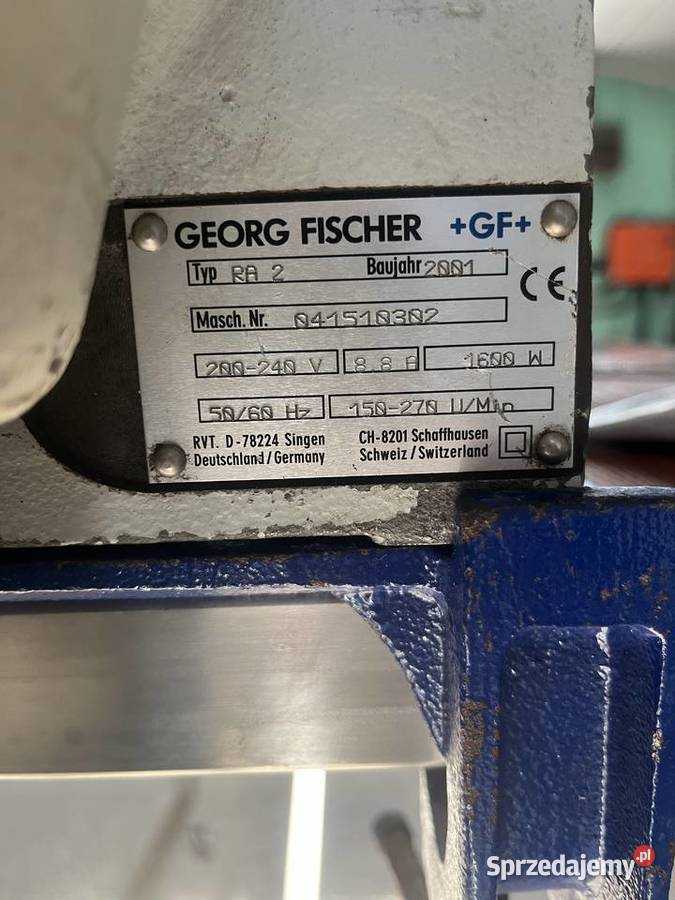 GEORG FISCHER +GF+
Typ RA 2 Baujahr 2001
CE
Masch. Nr. 041510302
200-240 V 8.8 A 1600 W
50/60 Hz 150-270 U/Min
RVT. D-78224 Singen CH-8201 Schaffhausen
Deutschland/Germany Schweiz/Switzerland
Sprzedajemy.pl